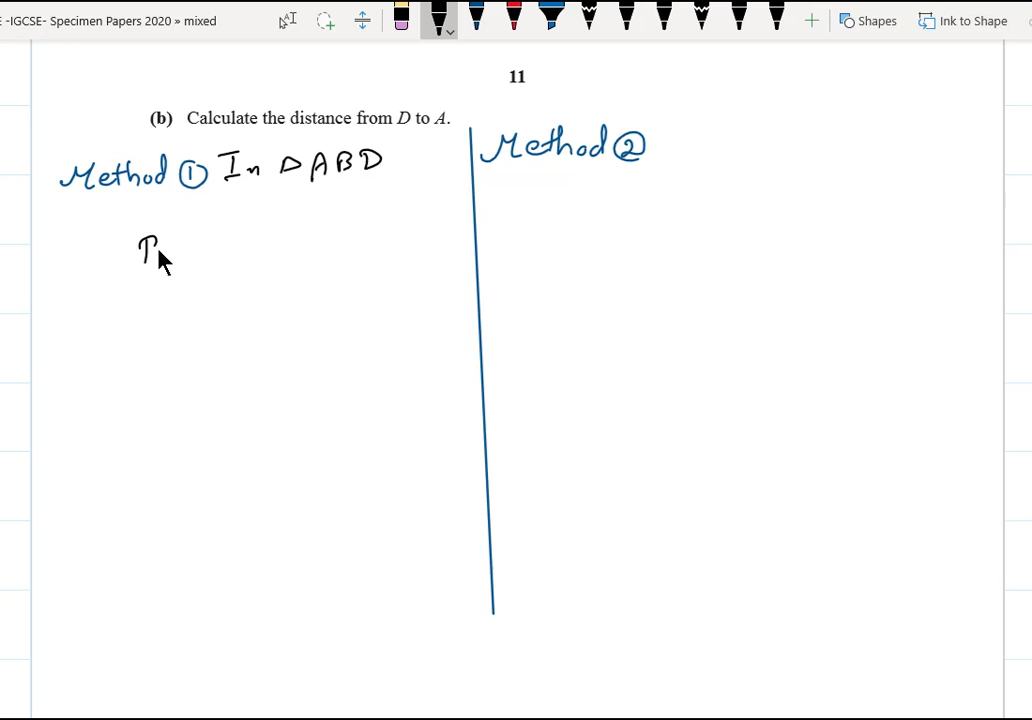 E -IGCSE- Specimen Papers 2020 » mixed
Shapes
Ink to Shape
11
(b) Calculate the distance from D to A.
Method ① In △ABD
Method ②